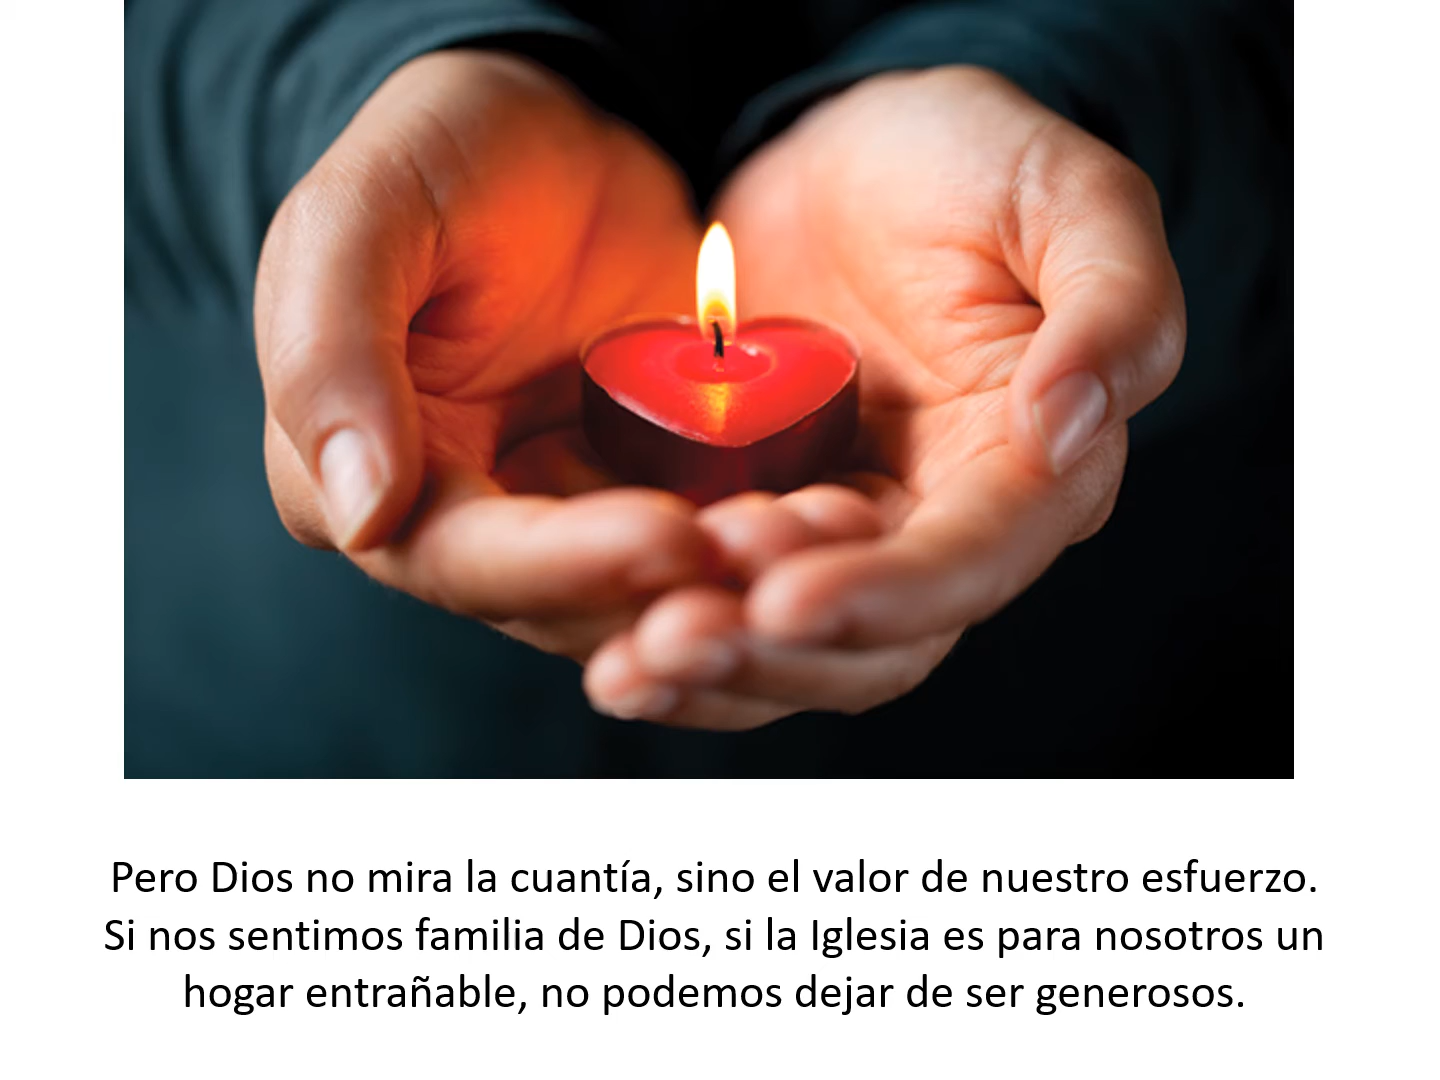 Pero Dios no mira la cuantía, sino el valor de nuestro esfuerzo.
Si nos sentimos familia de Dios, si la Iglesia es para nosotros un
hogar entrañable, no podemos dejar de ser generosos.